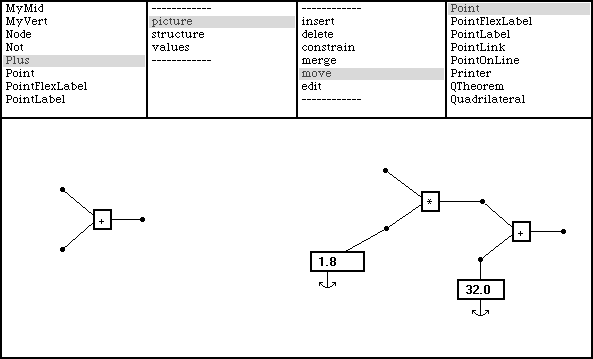 MyMid
MyVert
Node
Not
Plus
Point
PointFlexLabel
PointLabel
------------
picture
structure
values
------------
------------
insert
delete
constrain
merge
move
edit
------------
Point
PointFlexLabel
PointLabel
PointLink
PointOnLine
Printer
QTheorem
Quadrilateral
+
*
+
1.8
32.0